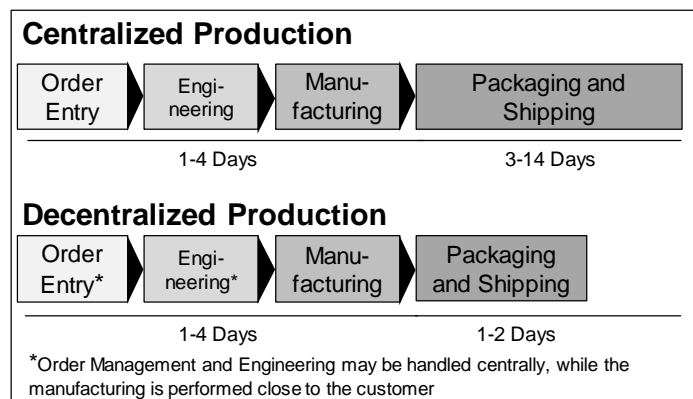 Centralized Production
Order
Entry
Engi-
neering
Manu-
facturing
Packaging and
Shipping
1-4 Days
3-14 Days
Decentralized Production
Order
Entry*
Engi-
neering*
Manu-
facturing
Packaging
and Shipping
1-4 Days
1-2 Days
*Order Management and Engineering may be handled centrally, while the
manufacturing is performed close to the customer